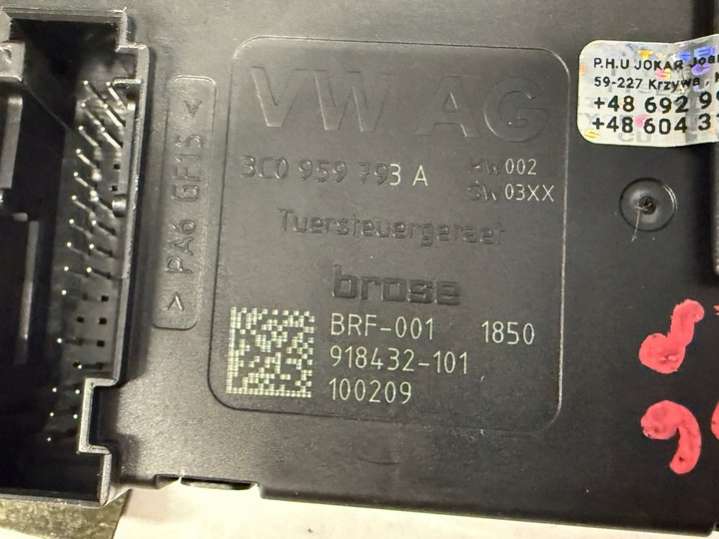 VW AG
3C0 959 793 A
HW 002
SW 03XX
Tuersteuergeraet
brose
BRF-001 1850
918432-101
100209
> PA6 GF15 <
P.H.U JOKAR
59-227 Krzywa,
+48 692
+48 604